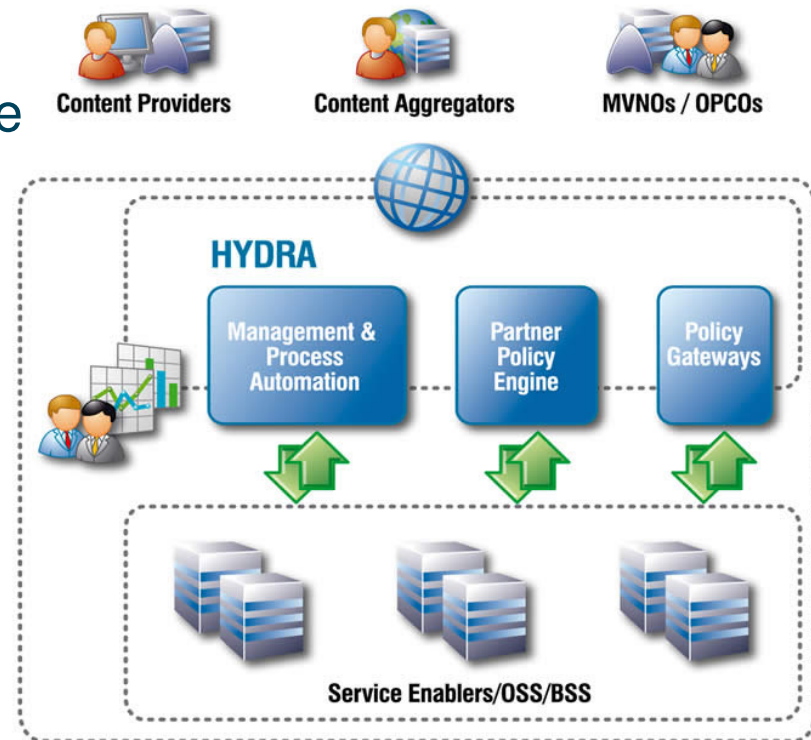 Content Providers
Content Aggregators
MVNOs / OPCOs
e
HYDRA
Management &
Process
Automation
Partner
Policy
Engine
Policy
Gateways
Service Enablers/OSS/BSS